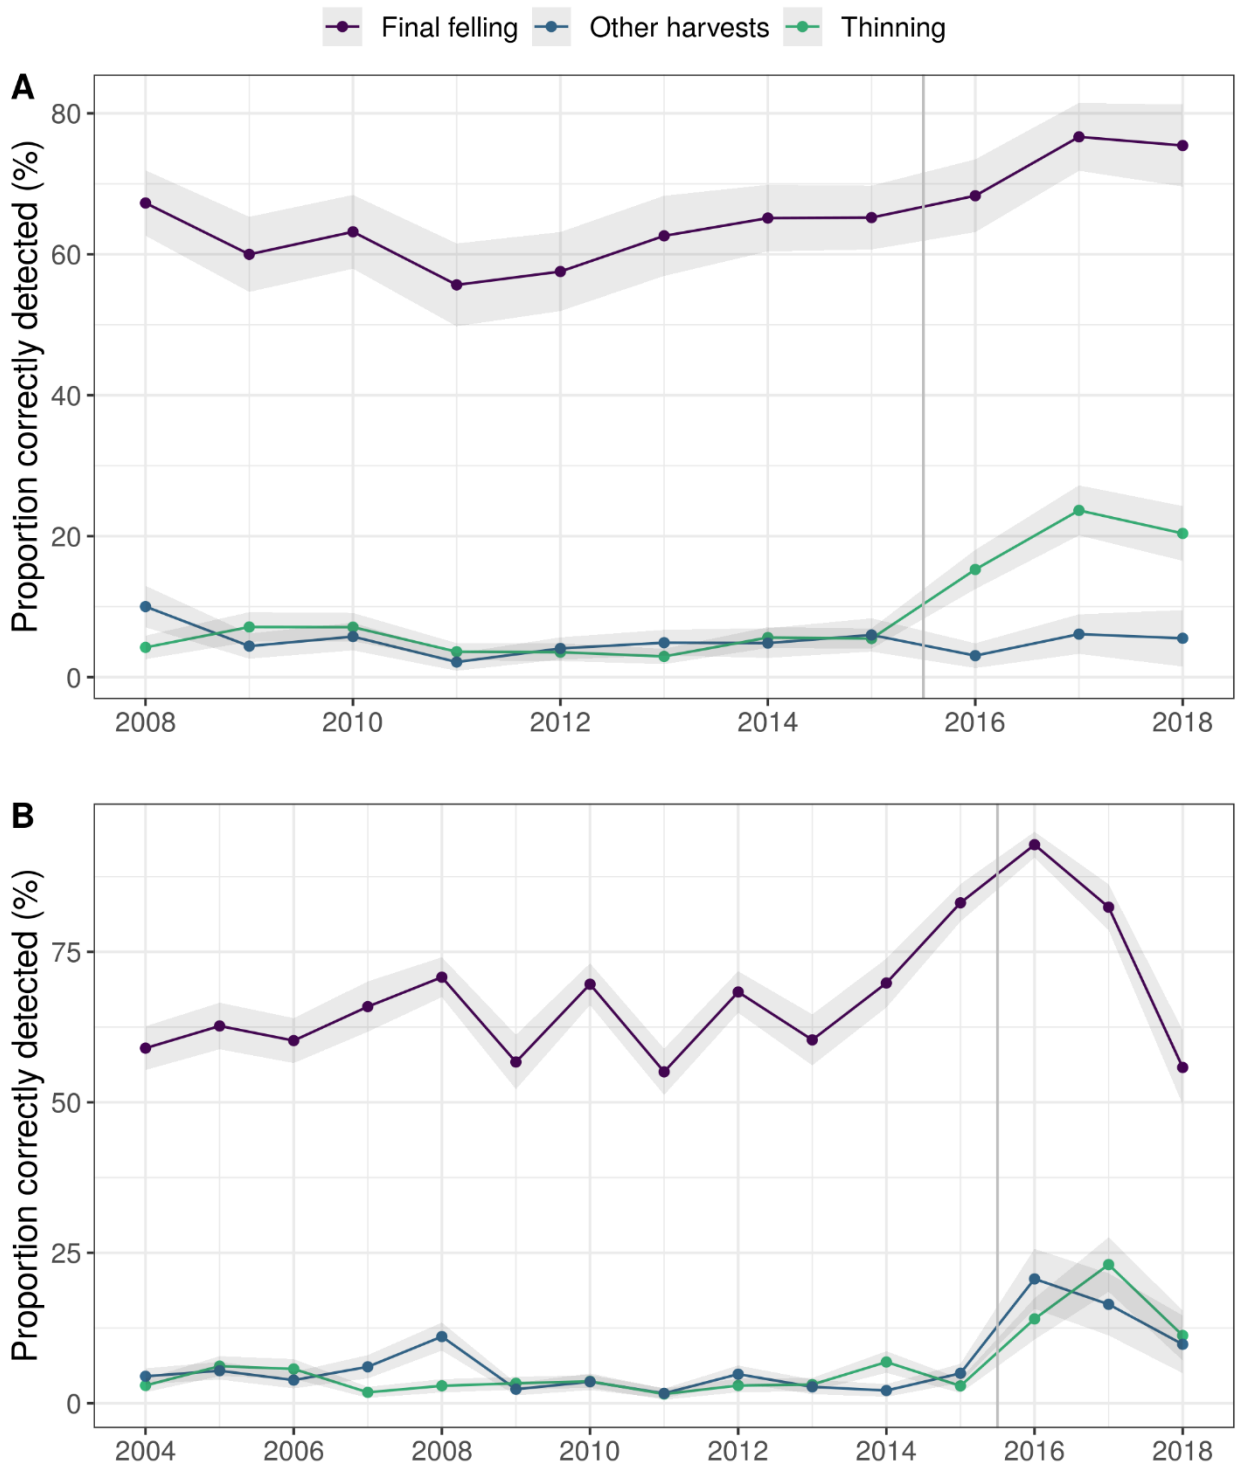 Final felling Other harvests Thinning
A
Proportion correctly detected (%)
80
60
40
20
0
2008 2010 2012 2014 2016 2018
B
Proportion correctly detected (%)
75
50
25
0
2004 2006 2008 2010 2012 2014 2016 2018